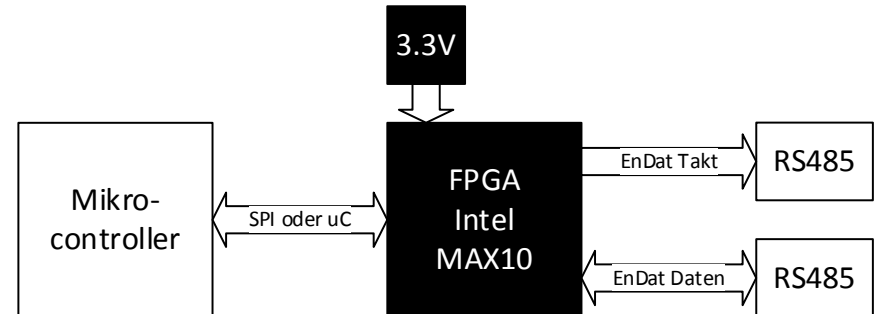 3.3V
Mikro-
controller
SPI oder uC
FPGA
Intel
MAX10
EnDat Takt
RS485
EnDat Daten
RS485